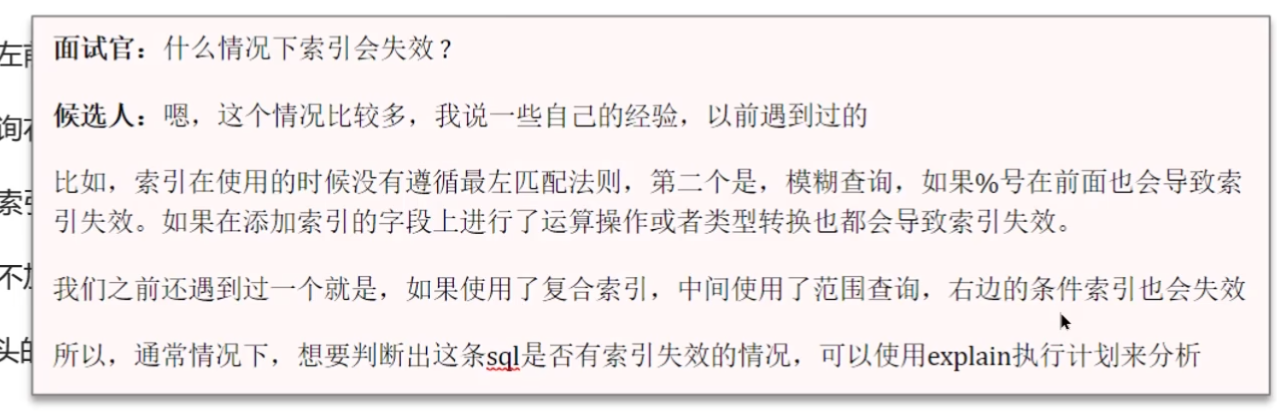 面试官：什么情况下索引会失效？
候选人：嗯，这个情况比较多，我说一些自己的经验，以前遇到过的
比如，索引在使用的时候没有遵循最左匹配法则，第二个是，模糊查询，如果%号在前面也会导致索
引失效。如果在添加索引的字段上进行了运算操作或者类型转换也都会导致索引失效。
我们之前还遇到过一个就是，如果使用了复合索引，中间使用了范围查询，右边的条件索引也会失效
所以，通常情况下，想要判断出这条sql是否有索引失效的情况，可以使用explain执行计划来分析